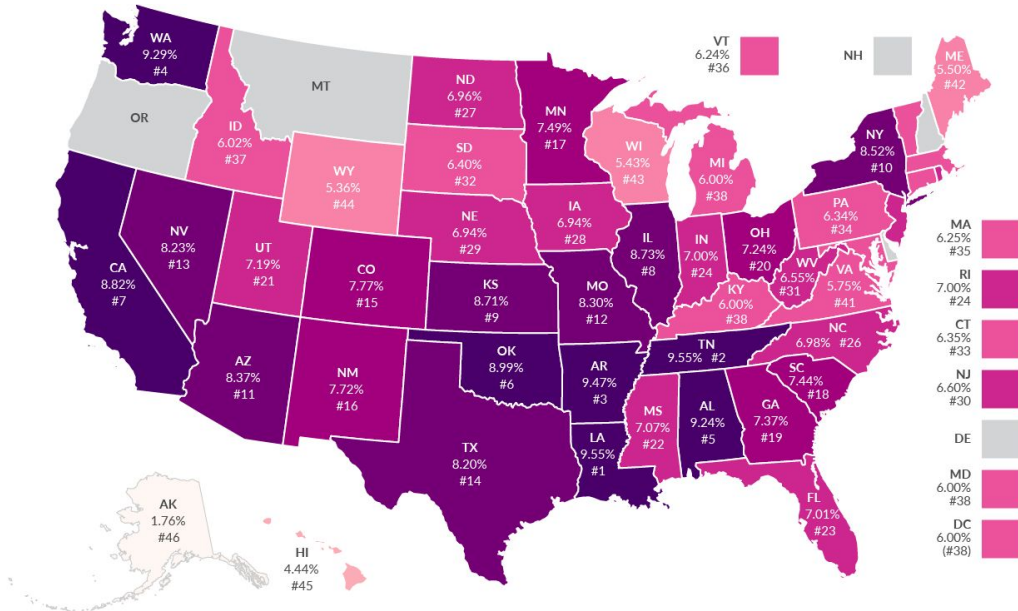 WA
9.29%
#4
OR
CA
8.82%
#7
NV
8.23%
#13
ID
6.02%
#37
MT
WY
5.36%
#44
UT
7.19%
#21
AZ
8.37%
#11
CO
7.77%
#15
NM
7.72%
#16
ND
6.96%
#27
SD
6.40%
#32
NE
6.94%
#29
KS
8.71%
#9
OK
8.99%
#6
TX
8.20%
#14
MN
7.49%
#17
IA
6.94%
#28
MO
8.30%
#12
AR
9.47%
#3
LA
9.55%
#1
WI
5.43%
#43
IL
8.73%
#8
MI
6.00%
#38
IN
7.00%
#24
OH
7.24%
#20
KY
6.00%
#38
TN
9.55% #2
MS
7.07%
#22
AL
9.24%
#5
GA
7.37%
#19
FL
7.01%
#23
SC
7.44%
#18
NC
6.98% #26
VA
5.75%
#41
WV
6.55%
#31
PA
6.34%
#34
NY
8.52%
#10
VT
6.24%
#36
NH
ME
5.50%
#42
MA
6.25%
#35
RI
7.00%
#24
CT
6.35%
#33
NJ
6.60%
#30
DE
MD
6.00%
#38
DC
6.00%
(#38)
AK
1.76%
#46
HI
4.44%
#45